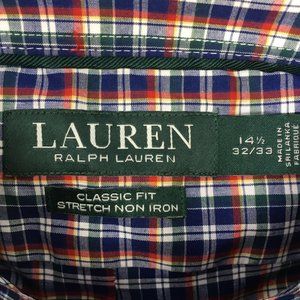 LAUREN
RALPH LAUREN
14½
32/33
MADE IN
SRI LANKA
FABRIQUÉ
CLASSIC FIT
STRETCH NON IRON